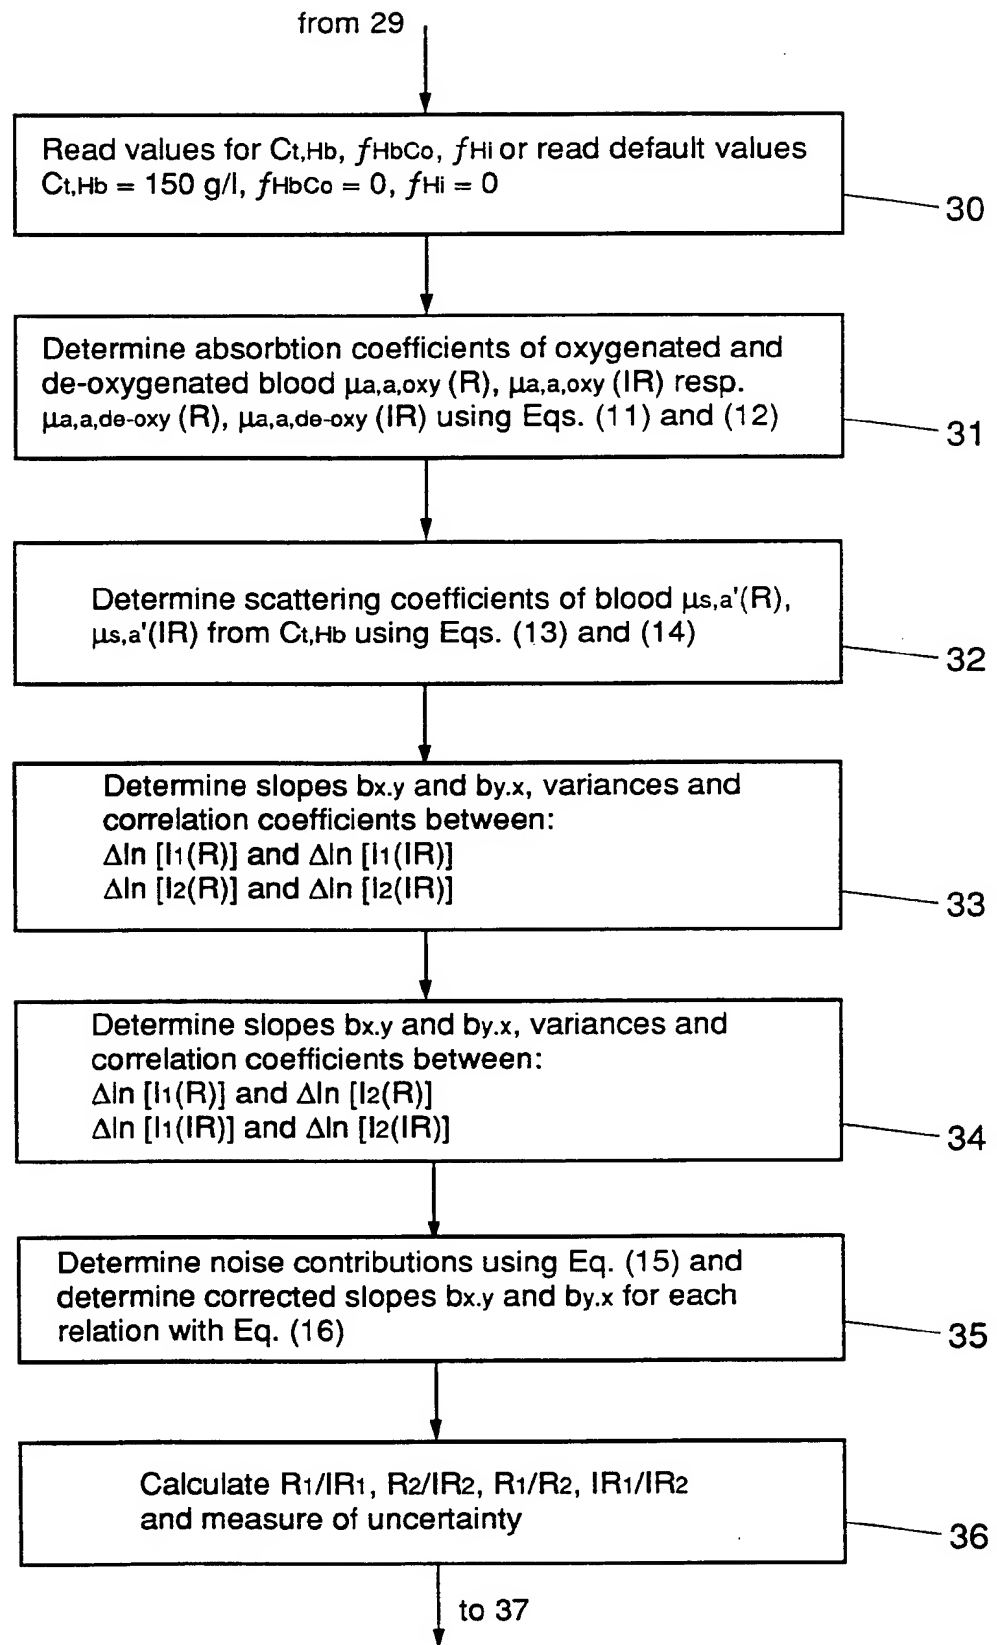 from 29
Read values for Ct,Hb, fHbCo, fHi or read default values
Ct,Hb = 150 g/l, fHbCo = 0, fHi = 0
30
Determine absorbtion coefficients of oxygenated and
de-oxygenated blood μa,a,oxy (R), μa,a,oxy (IR) resp.
μa,a,de-oxy (R), μa,a,de-oxy (IR) using Eqs. (11) and (12)
31
Determine scattering coefficients of blood μs,a'(R),
μs,a'(IR) from Ct,Hb using Eqs. (13) and (14)
32
Determine slopes bx.y and by.x, variances and
correlation coefficients between:
Δln [I1(R)] and Δln [I1(IR)]
Δln [I2(R)] and Δln [I2(IR)]
33
Determine slopes bx.y and by.x, variances and
correlation coefficients between:
Δln [I1(R)] and Δln [I2(R)]
Δln [I1(IR)] and Δln [I2(IR)]
34
Determine noise contributions using Eq. (15) and
determine corrected slopes bx.y and by.x for each
relation with Eq. (16)
35
Calculate R1/IR1, R2/IR2, R1/R2, IR1/IR2
and measure of uncertainty
36
to 37